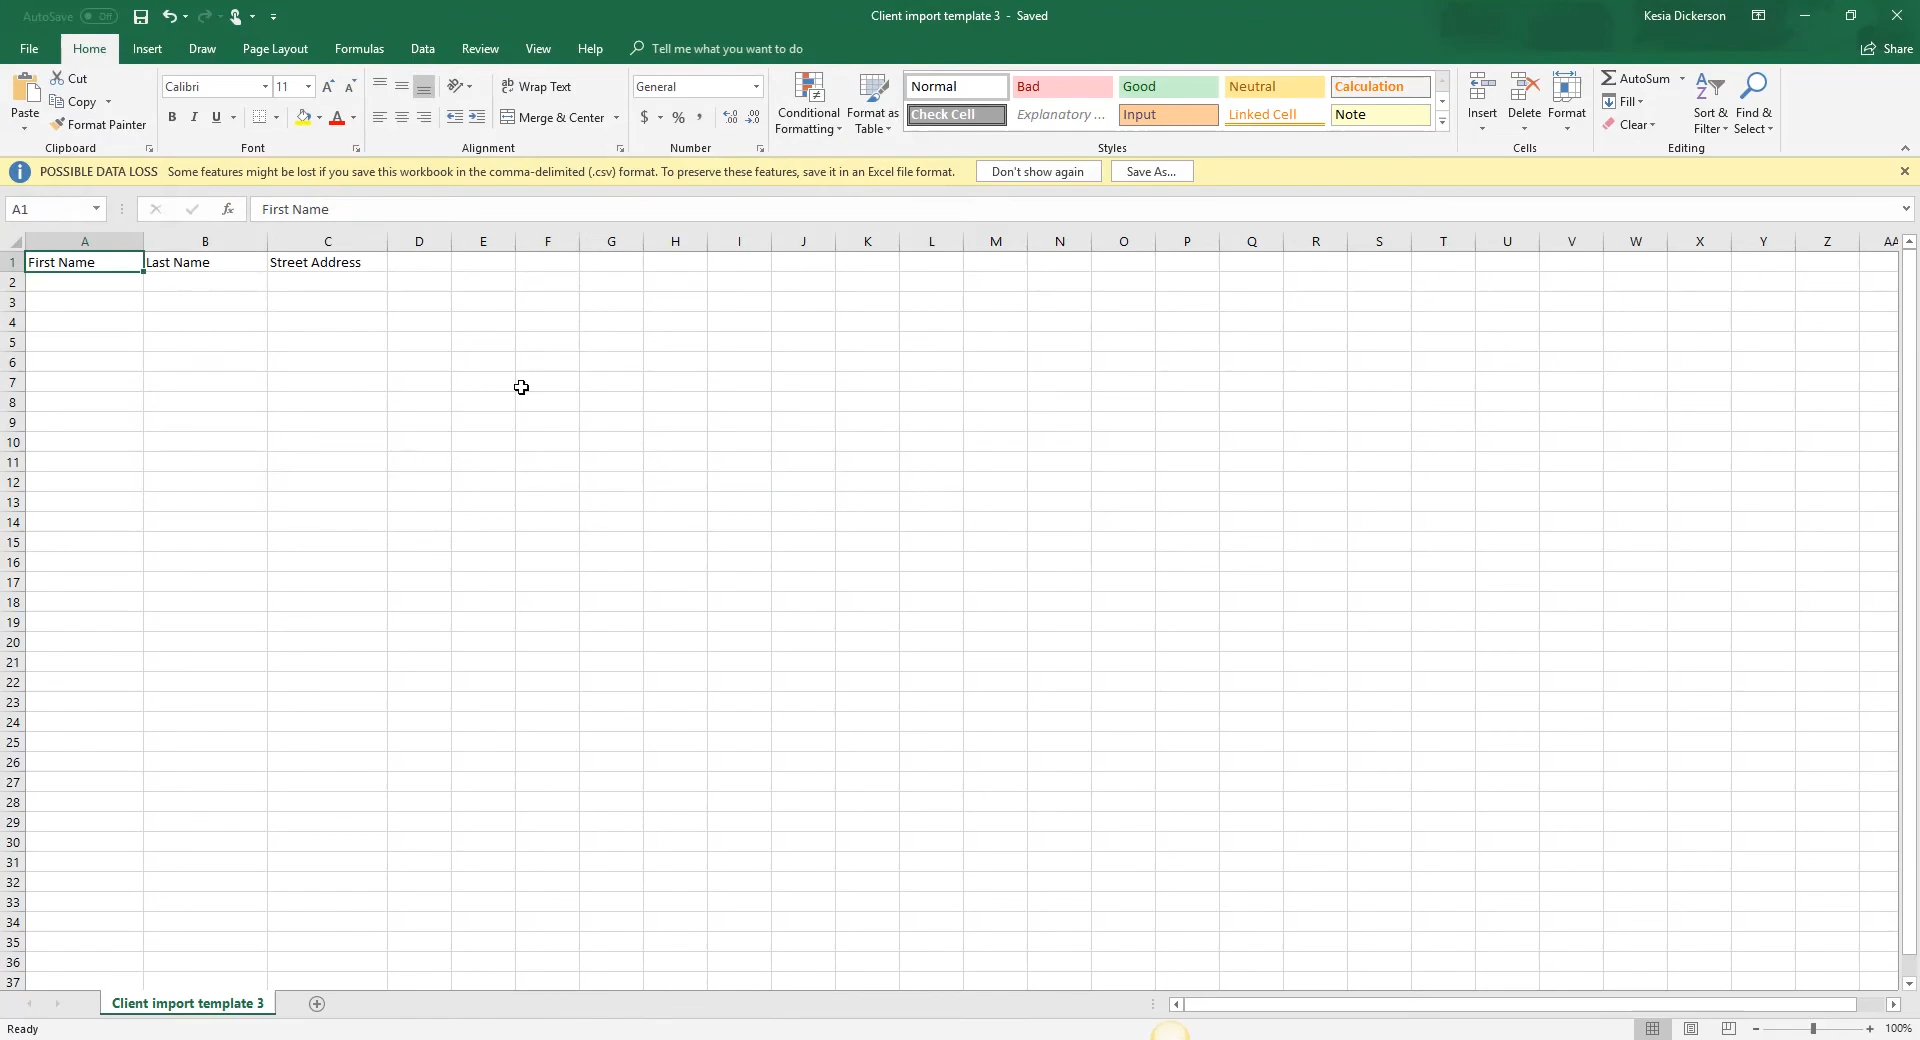 AutoSave Off
Client import template 3 - Saved
Kesia Dickerson
File Home Insert Draw Page Layout Formulas Data Review View Help Tell me what you want to do Share
Paste
Cut
Copy
Format Painter
Clipboard
Calibri 11
B I U
Font
Wrap Text
Merge & Center
Alignment
General
$ % ,
Number
Conditional Formatting
Format as Table
Normal Bad Good Neutral Calculation
Check Cell Explanatory ... Input Linked Cell Note
Styles
Insert Delete Format
Cells
AutoSum
Fill
Clear
Sort & Filter
Find & Select
Editing
POSSIBLE DATA LOSS Some features might be lost if you save this workbook in the comma-delimited (.csv) format. To preserve these features, save it in an Excel file format. Don't show again Save As...
A1 fx First Name
A B C D E F G H I J K L M N O P Q R S T U V W X Y Z AA
1 First Name Last Name Street Address
2
3
4
5
6
7
8
9
10
11
12
13
14
15
16
17
18
19
20
21
22
23
24
25
26
27
28
29
30
31
32
33
34
35
36
37
Client import template 3
Ready
100%